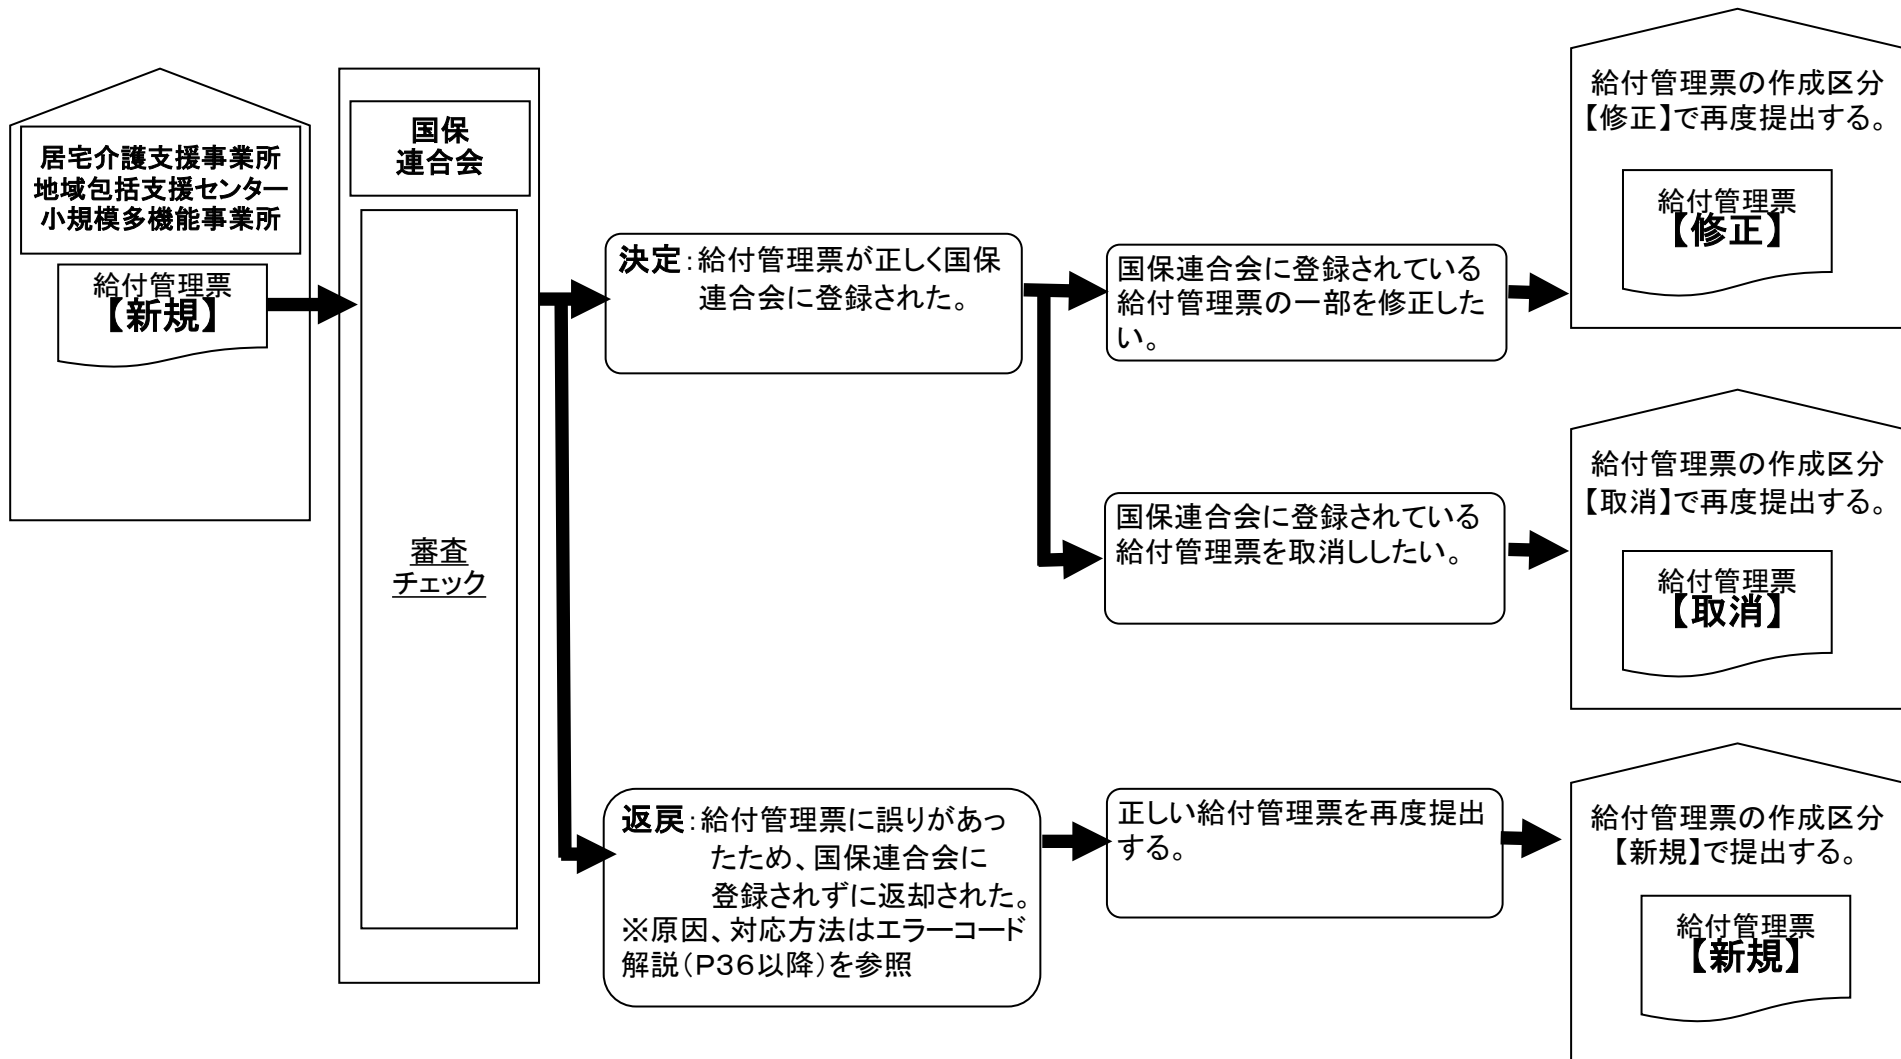 居宅介護支援事業所
地域包括支援センター
小規模多機能事業所
給付管理票
【新規】
国保
連合会
審査
チェック
決定：給付管理票が正しく国保
連合会に登録された。
国保連合会に登録されている
給付管理票の一部を修正した
い。
給付管理票の作成区分
【修正】で再度提出する。
給付管理票
【修正】
国保連合会に登録されている
給付管理票を取消ししたい。
給付管理票の作成区分
【取消】で再度提出する。
給付管理票
【取消】
返戻：給付管理票に誤りがあっ
たため、国保連合会に
登録されずに返却された。
※原因、対応方法はエラーコード
解説（P36以降）を参照
正しい給付管理票を再度提出
する。
給付管理票の作成区分
【新規】で提出する。
給付管理票
【新規】